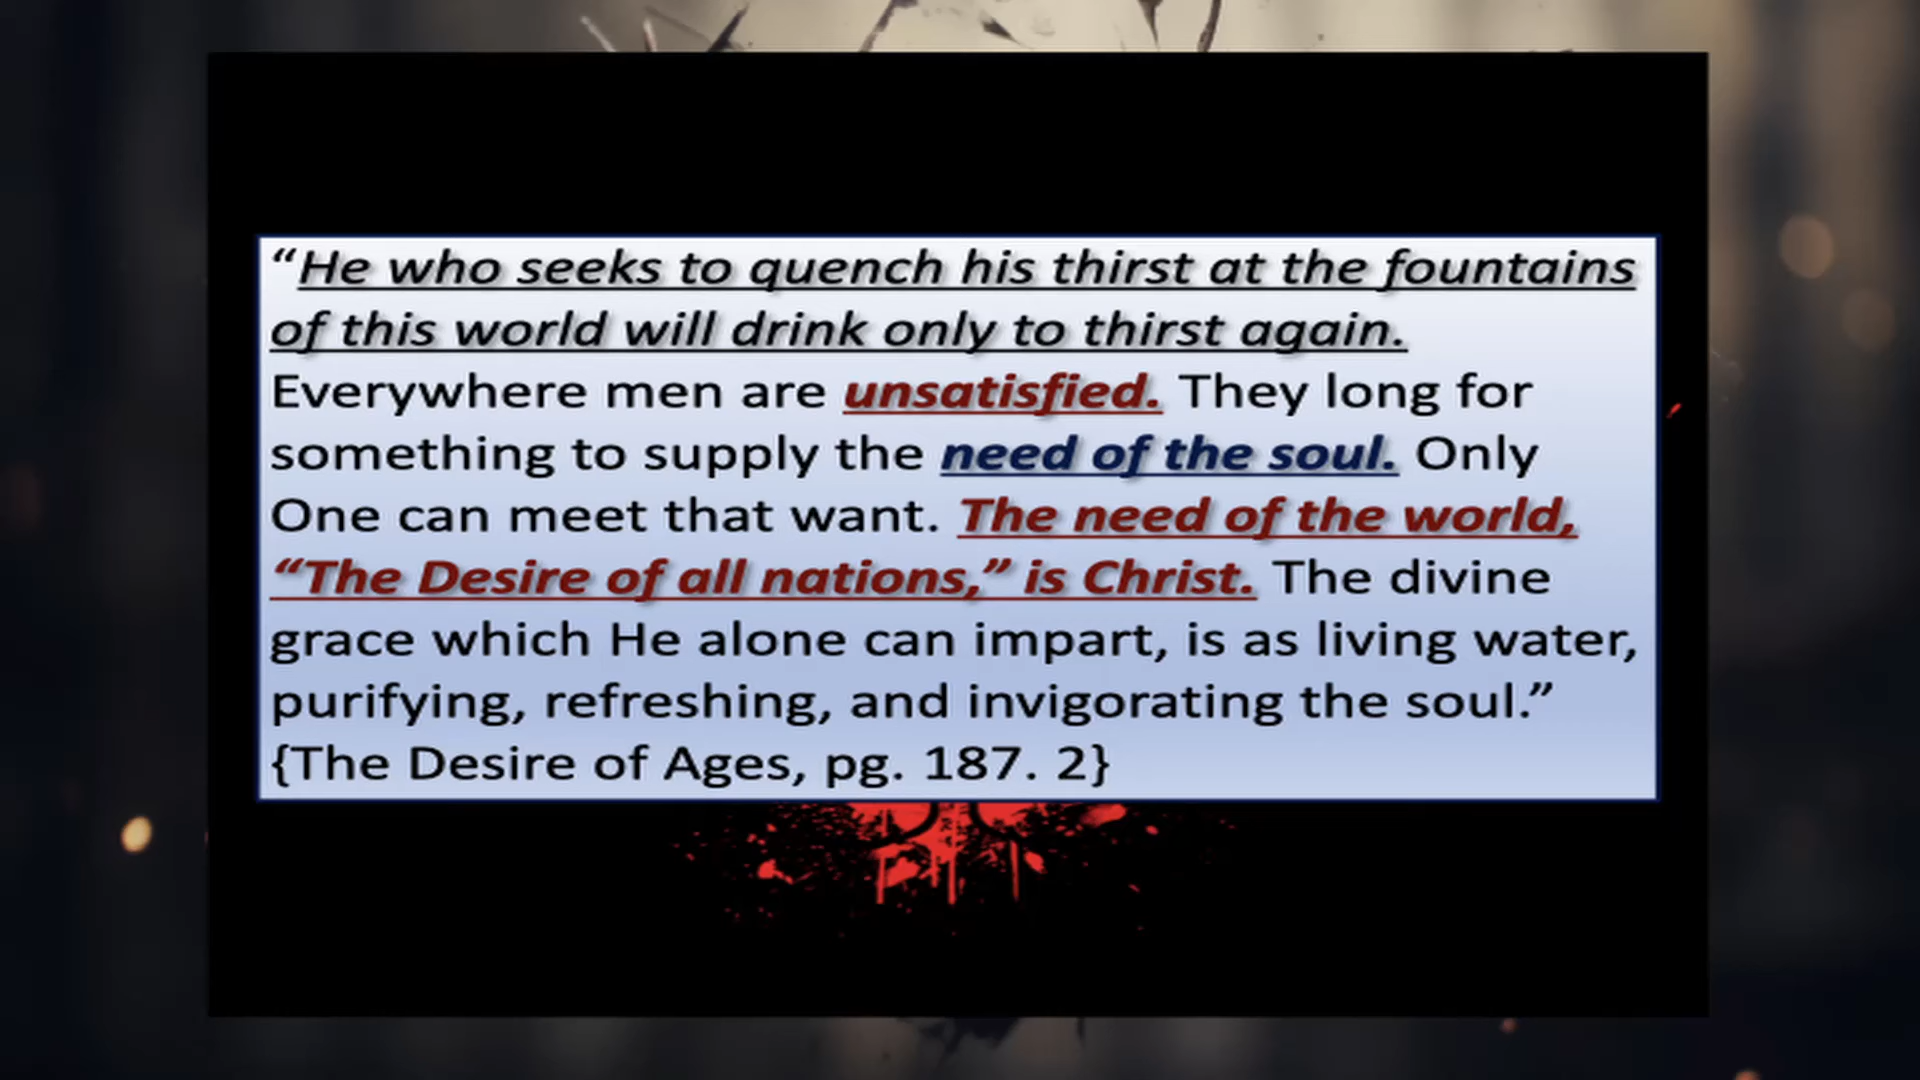 “He who seeks to quench his thirst at the fountains
of this world will drink only to thirst again.
Everywhere men are unsatisfied. They long for
something to supply the need of the soul. Only
One can meet that want. The need of the world,
“The Desire of all nations,” is Christ. The divine
grace which He alone can impart, is as living water,
purifying, refreshing, and invigorating the soul.”
{The Desire of Ages, pg. 187. 2}